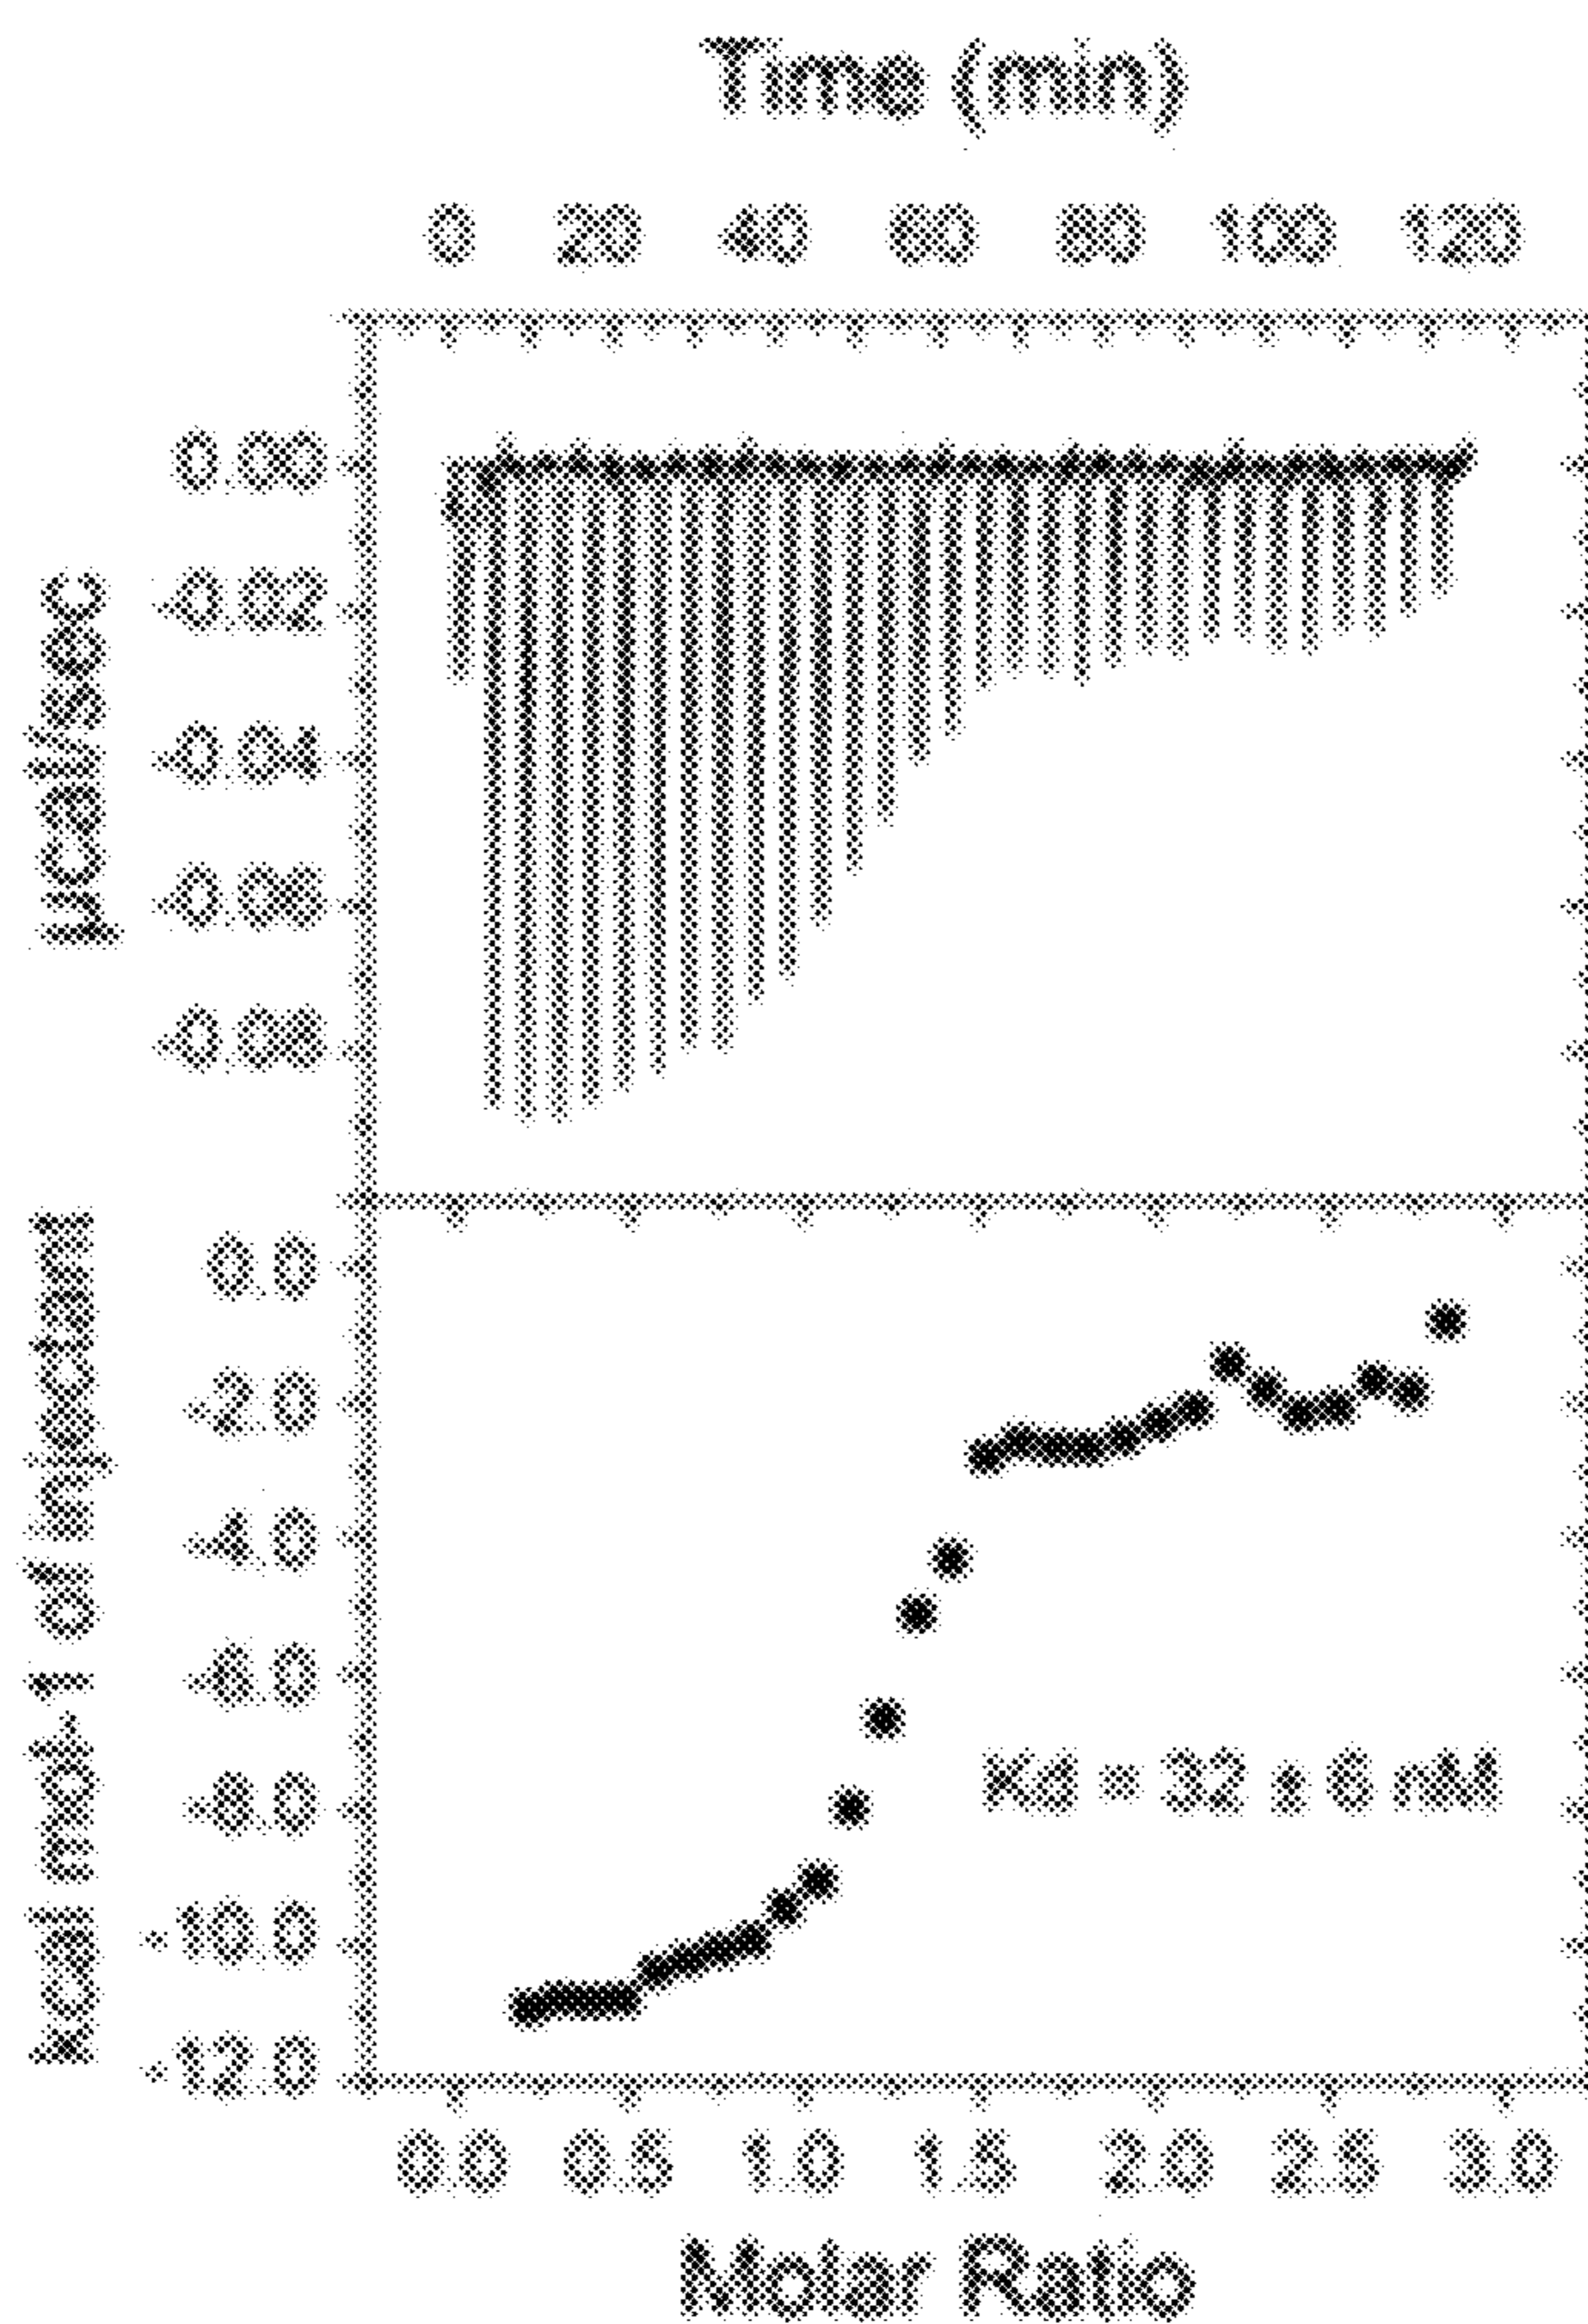 Time (min)
0 20 40 60 80 100 120
µcal/sec
0.00
-0.02
-0.04
-0.06
-0.08
kcal mol-1 of injectant
0.0
-2.0
-4.0
-6.0
-8.0
-10.0
-12.0
Kd = 32 ± 6 nM
0.0 0.5 1.0 1.5 2.0 2.5 3.0
Molar Ratio